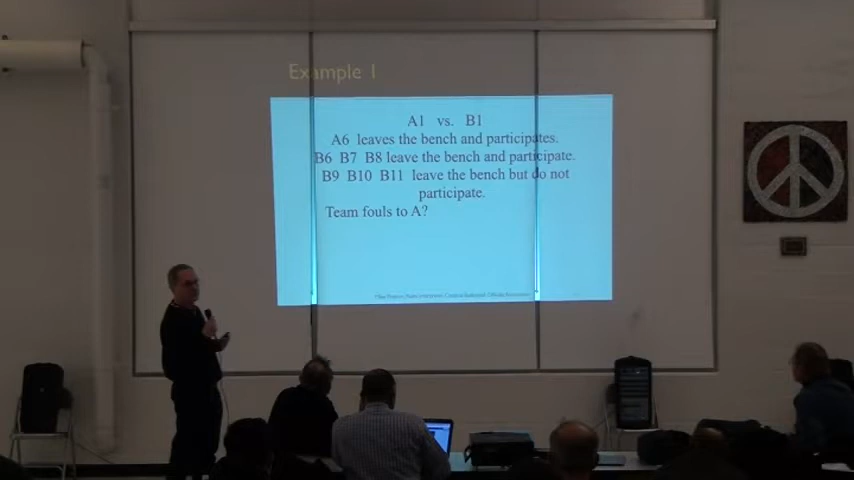 Example 1
A1 vs. B1
A6 leaves the bench and participates.
B6 B7 B8 leave the bench and participate.
B9 B10 B11 leave the bench but do not
participate.
Team fouls to A?